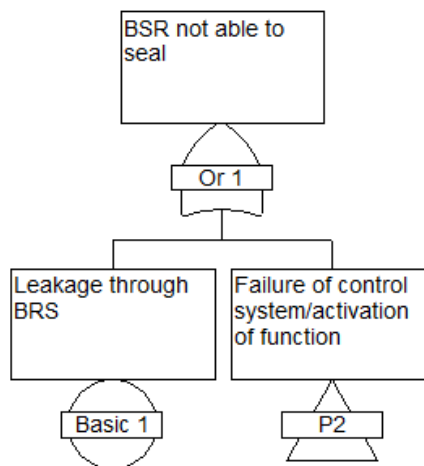 BSR not able to
seal
Or 1
Leakage through
BRS
Failure of control
system/activation
of function
Basic 1
P2